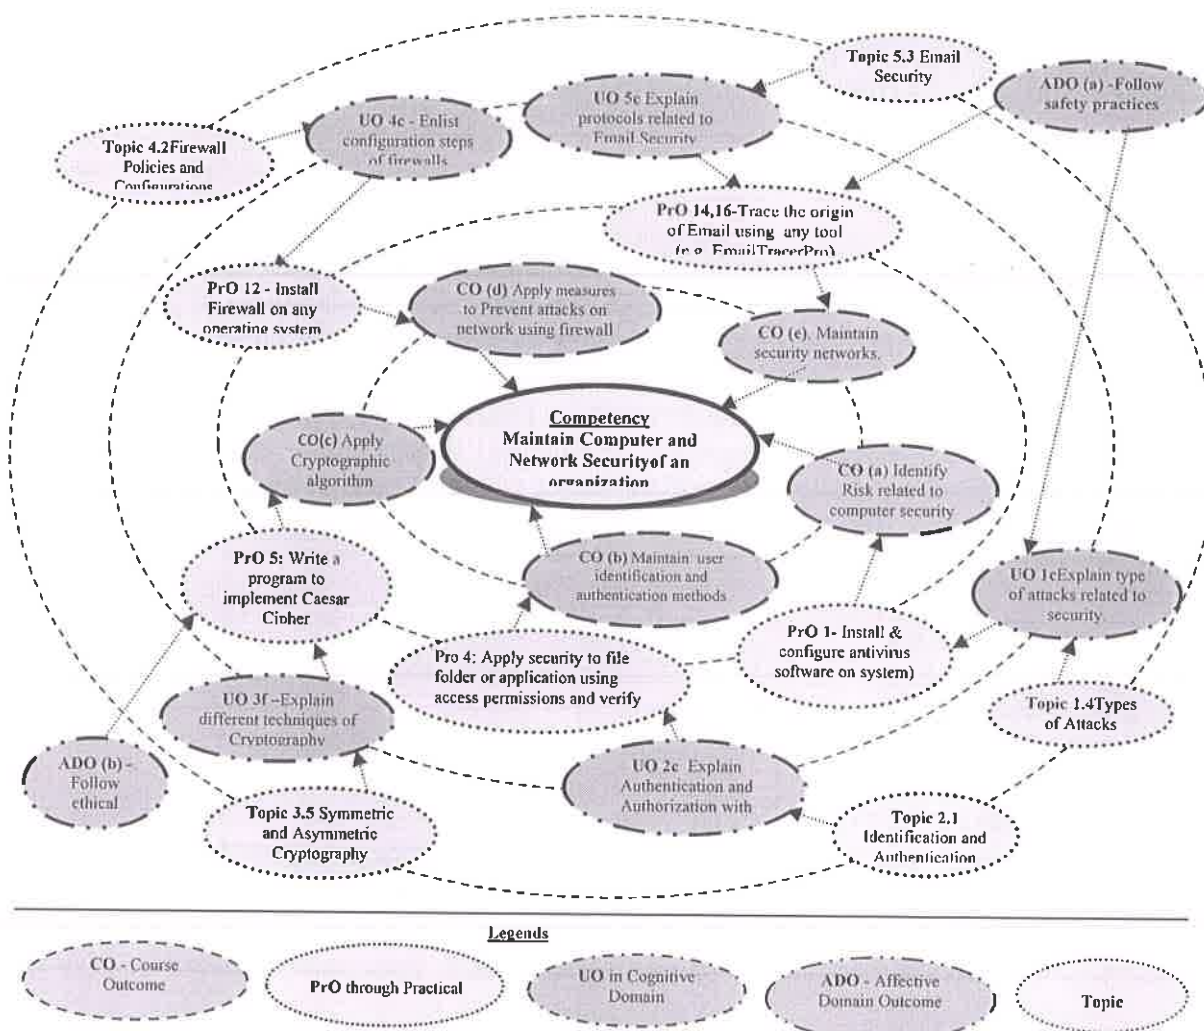 Topic 5.3 Email
Security
ADO (a) -Follow
safety practices
UO 5c Explain
protocols related to
Email Security
UO 4c - Enlist
configuration steps
of firewalls
Topic 4.2Firewall
Policies and
Configurations
PrO 14,16-Trace the origin
of Email using any tool
(e.g. EmailTracerPro)
PrO 12 - Install
Firewall on any
operating system
CO (d) Apply measures
to Prevent attacks on
network using firewall
CO (e). Maintain
security networks.
Competency
Maintain Computer and
Network Securityof an
organization
CO(c) Apply
Cryptographic
algorithm
CO (a) Identify
Risk related to
computer security
CO (b) Maintain user
identification and
authentication methods
PrO 5: Write a
program to
implement Caesar
Cipher
UO 1cExplain type
of attacks related to
security
PrO 1- Install &
configure antivirus
software on system)
Pro 4: Apply security to file
folder or application using
access permissions and verify
UO 3f –Explain
different techniques of
Cryptography
Topic 1.4Types
of Attacks
ADO (b) -
Follow
ethical
UO 2c Explain
Authentication and
Authorization with
Topic 3.5 Symmetric
and Asymmetric
Cryptography
Topic 2.1
Identification and
Authentication
Legends
CO - Course
Outcome
PrO through Practical
UO in Cognitive
Domain
ADO - Affective
Domain Outcome
Topic